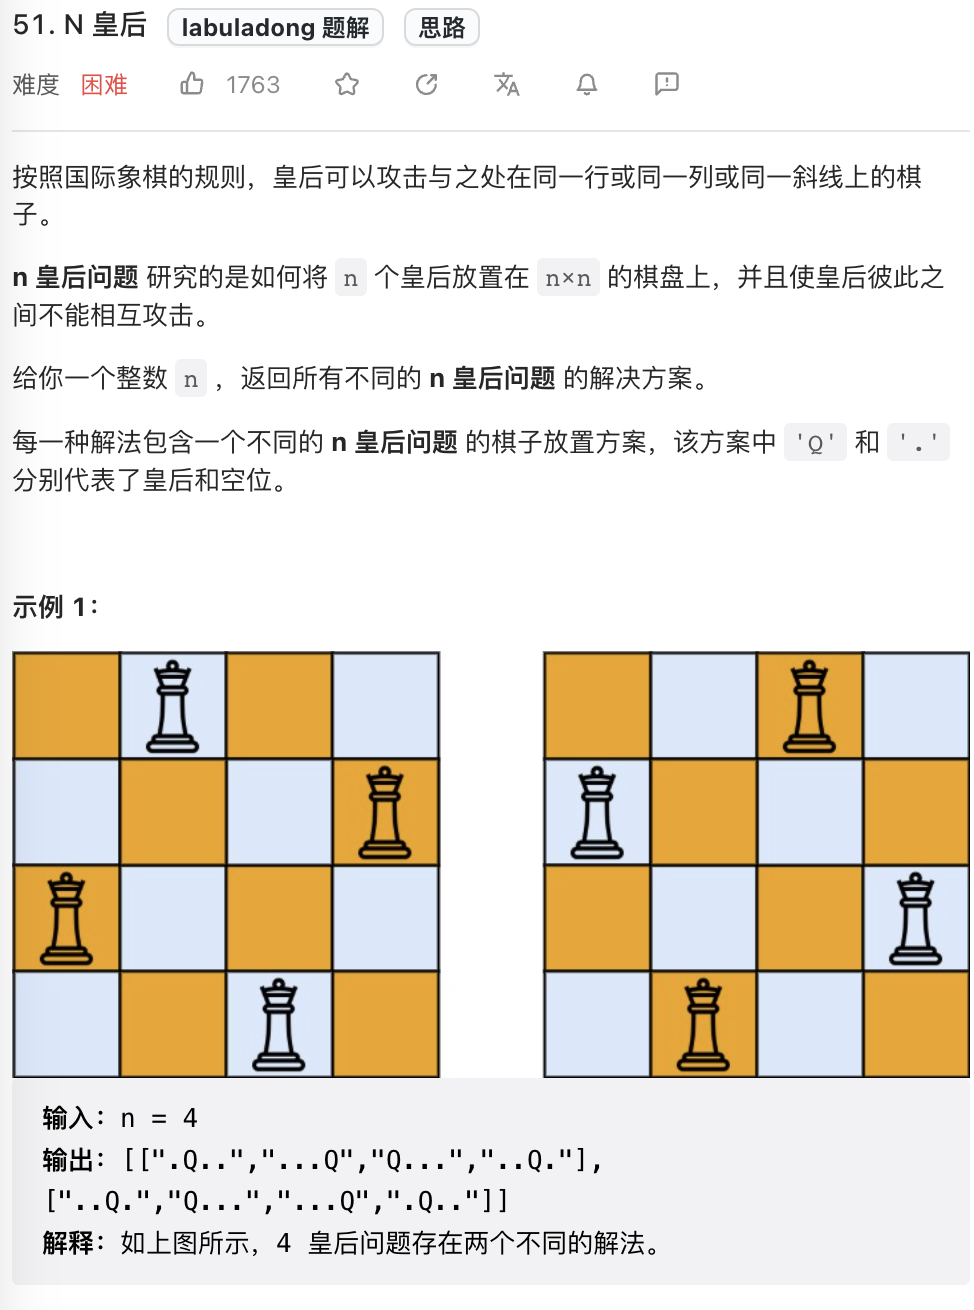 51. N 皇后 labuladong 题解 思路
难度 困难 1763
按照国际象棋的规则，皇后可以攻击与之处在同一行或同一列或同一斜线上的棋
子。
n 皇后问题 研究的是如何将 n 个皇后放置在 n×n 的棋盘上，并且使皇后彼此之
间不能相互攻击。
给你一个整数 n ，返回所有不同的 n 皇后问题 的解决方案。
每一种解法包含一个不同的 n 皇后问题 的棋子放置方案，该方案中 'Q' 和 '.'
分别代表了皇后和空位。
示例 1：
输入：n = 4
输出：[[".Q..","...Q","Q...","..Q."],
["..Q.","Q...","...Q",".Q.."]]
解释：如上图所示，4 皇后问题存在两个不同的解法。